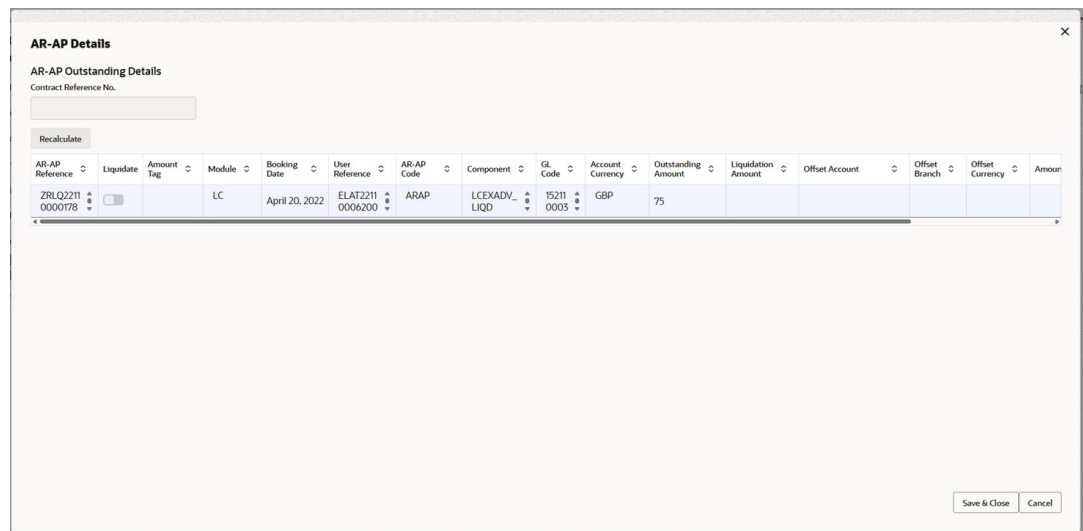 AR-AP Details
AR-AP Outstanding Details
Contract Reference No.
Recalculate
AR-AP Reference Liquidate Amount Tag Module Booking Date User Reference AR-AP Code Component GL Code Account Currency Outstanding Amount Liquidation Amount Offset Account Offset Branch Offset Currency Amoun
ZRLQ2211 LC April 20, 2022 ELAT2211 ARAP LCEXADV_ 15211 GBP 75
0000178 0006200 LIQD 0003
Save & Close Cancel